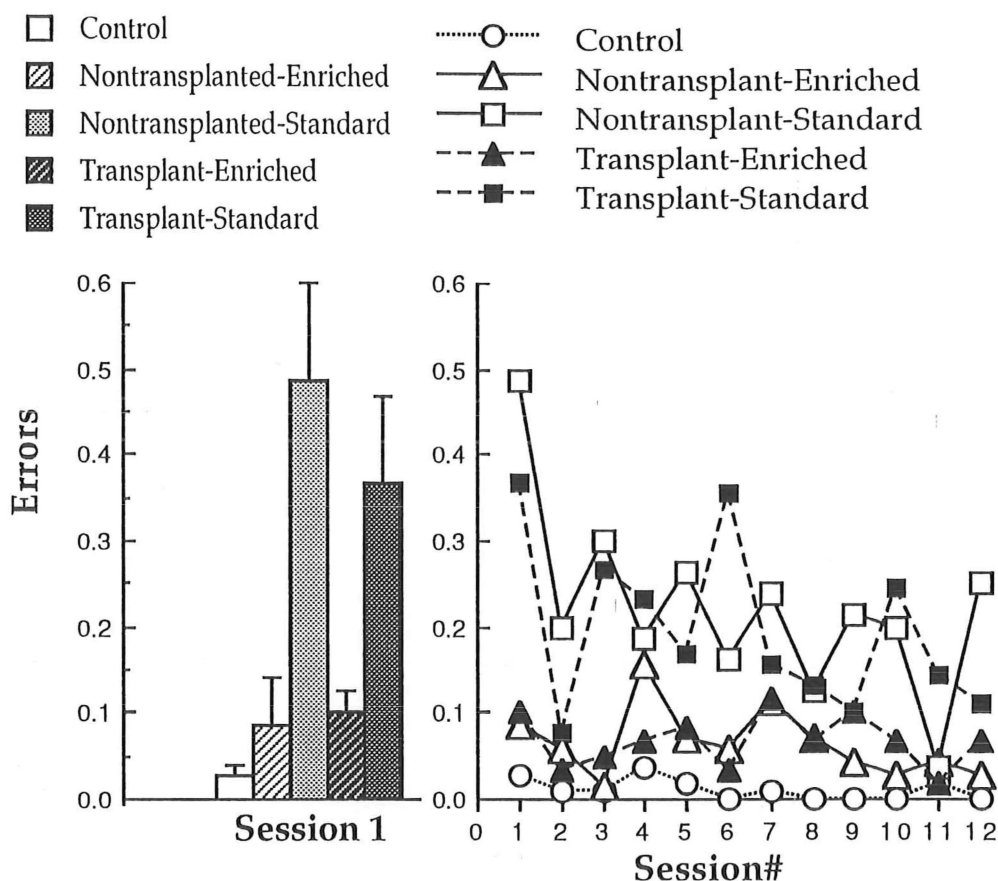 Control
Nontransplanted-Enriched
Nontransplanted-Standard
Transplant-Enriched
Transplant-Standard
Control
Nontransplant-Enriched
Nontransplant-Standard
Transplant-Enriched
Transplant-Standard
Errors
0.6
0.5
0.4
0.3
0.2
0.1
0.0
Session 1
0.6
0.5
0.4
0.3
0.2
0.1
0.0
0 1 2 3 4 5 6 7 8 9 10 11 12
Session#